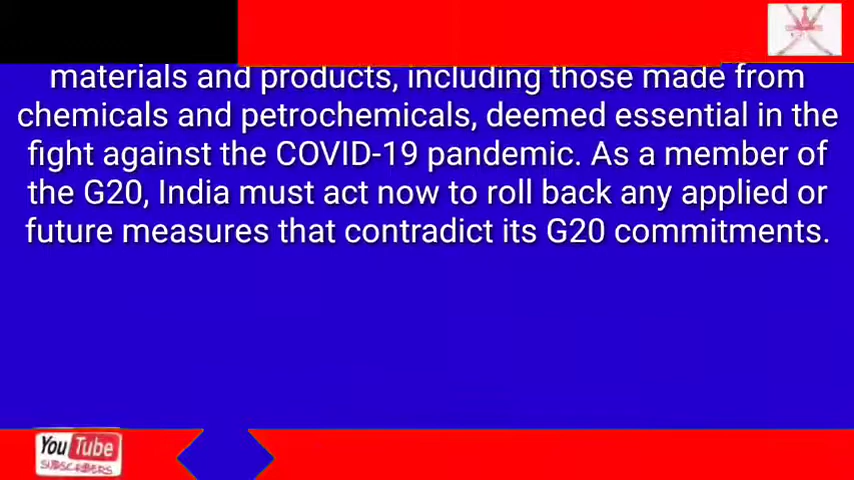 materials and products, including those made from
chemicals and petrochemicals, deemed essential in the
fight against the COVID-19 pandemic. As a member of
the G20, India must act now to roll back any applied or
future measures that contradict its G20 commitments.
You Tube
SUBSCRIBERS